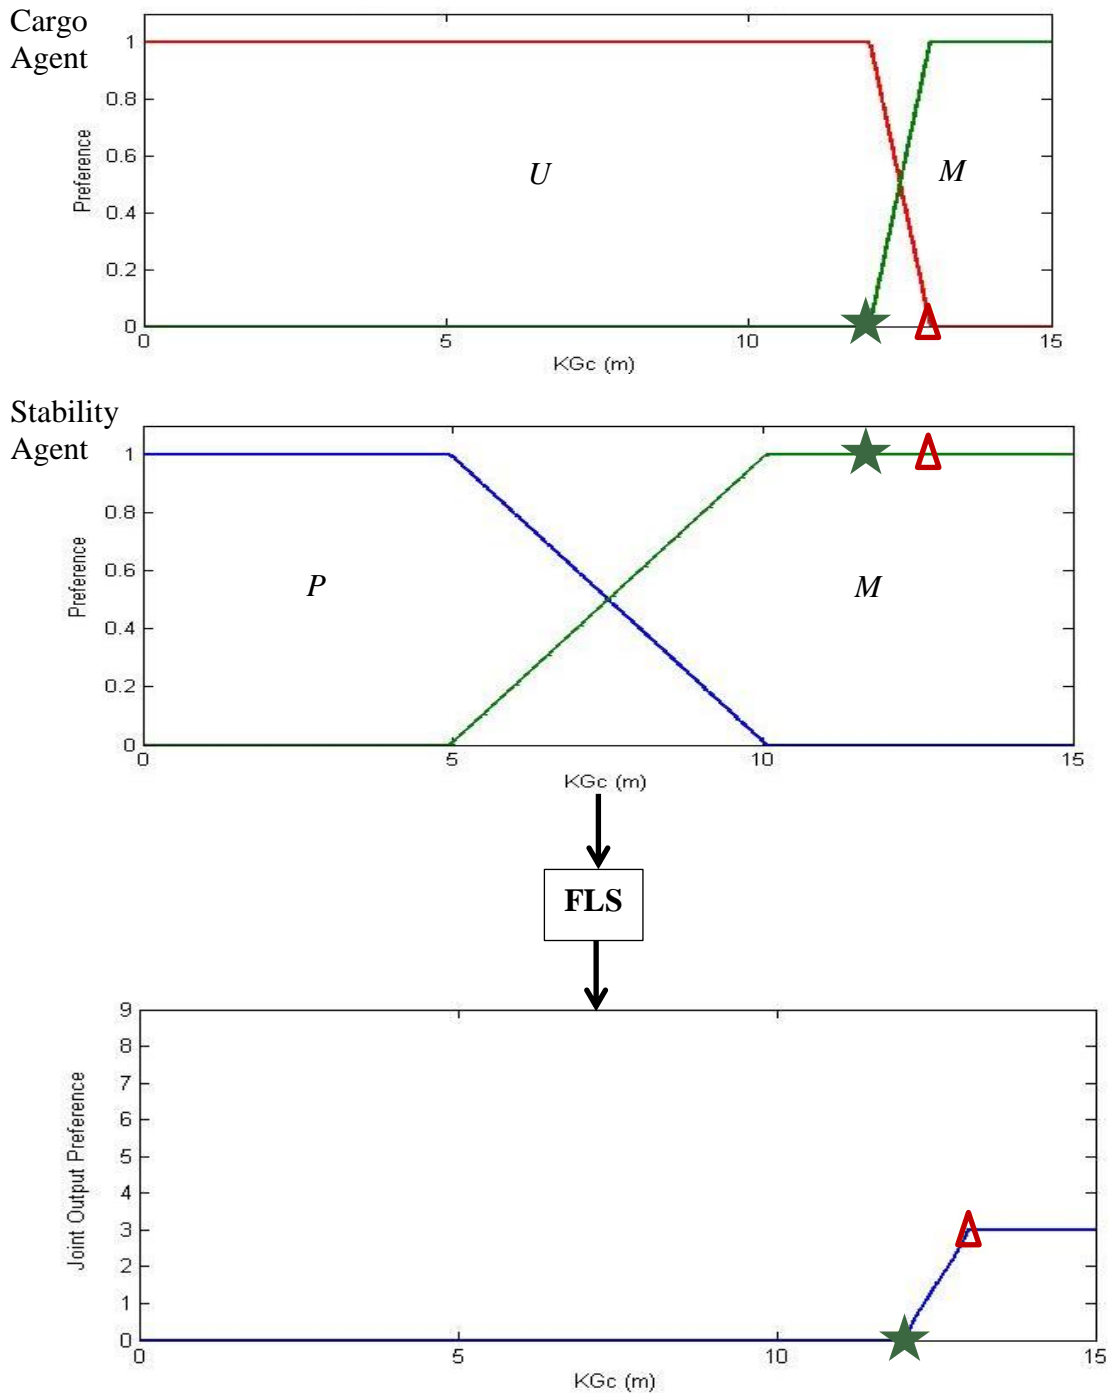 Cargo
Agent
1
0.8
0.6
0.4
0.2
0
Preference
U
M
0 5 10 15
KGc (m)
Stability
Agent
1
0.8
0.6
0.4
0.2
0
Preference
P
M
0 5 10 15
KGc (m)
FLS
9
8
7
6
5
4
3
2
1
0
Joint Output Preference
0 5 10 15
KGc (m)